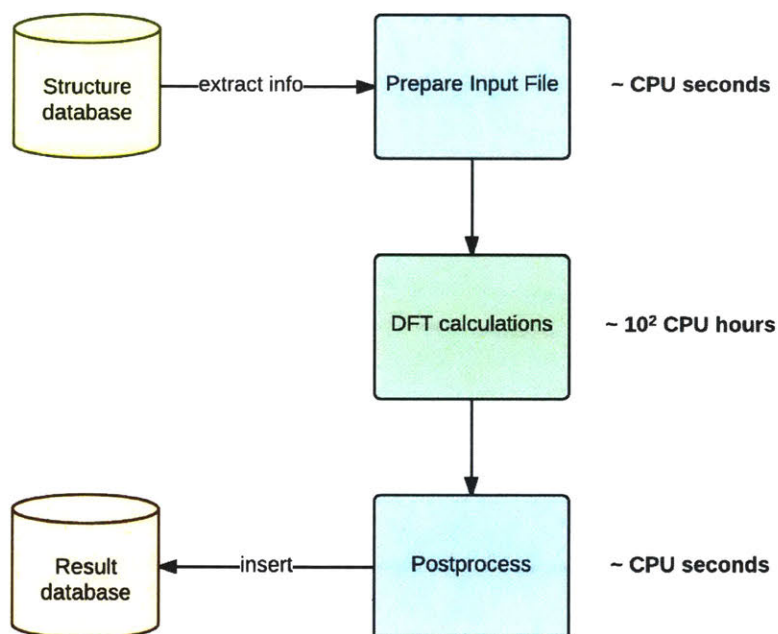 Structure
database
extract info
Prepare Input File
~ CPU seconds
DFT calculations
~ 10² CPU hours
Result
database
insert
Postprocess
~ CPU seconds